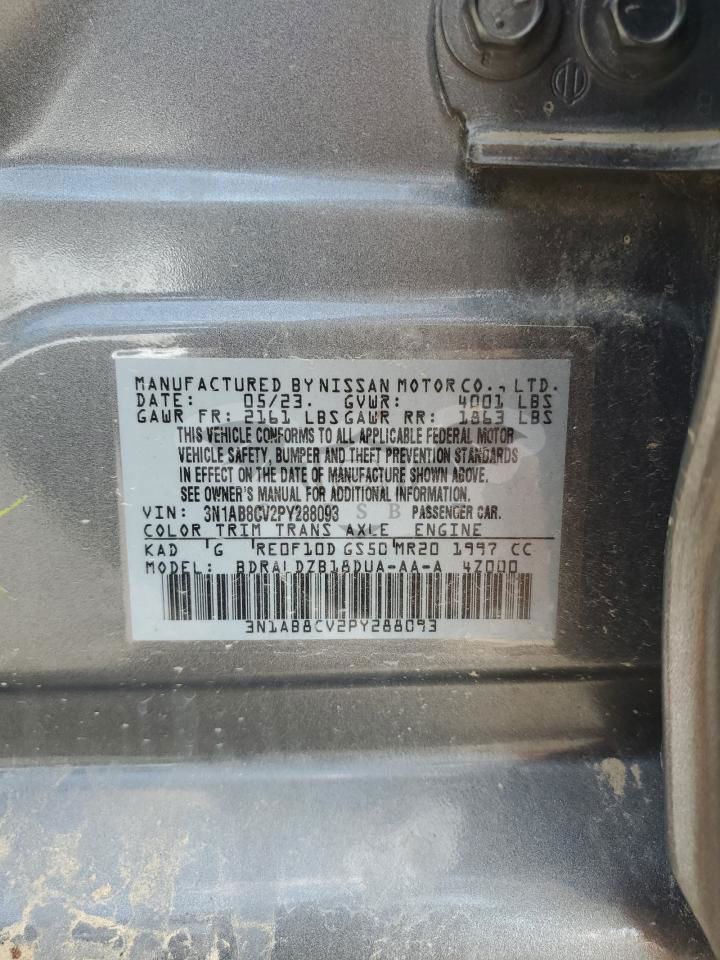 MANUFACTURED BY NISSAN MOTOR CO., LTD.
DATE: 05/23. GVWR: 4001 LBS
GAWR FR: 2161 LBS GAWR RR: 1863 LBS
THIS VEHICLE CONFORMS TO ALL APPLICABLE FEDERAL MOTOR
VEHICLE SAFETY, BUMPER AND THEFT PREVENTION STANDARDS
IN EFFECT ON THE DATE OF MANUFACTURE SHOWN ABOVE.
SEE OWNER'S MANUAL FOR ADDITIONAL INFORMATION.
VIN: 3N1AB8CV2PY288093 PASSENGER CAR.
COLOR TRIM TRANS AXLE ENGINE
KAD G RE0F10D GS50 MR20 1997 CC
MODEL: BDRALDZB18DUA-AA-A 4Z000
3N1AB8CV2PY288093